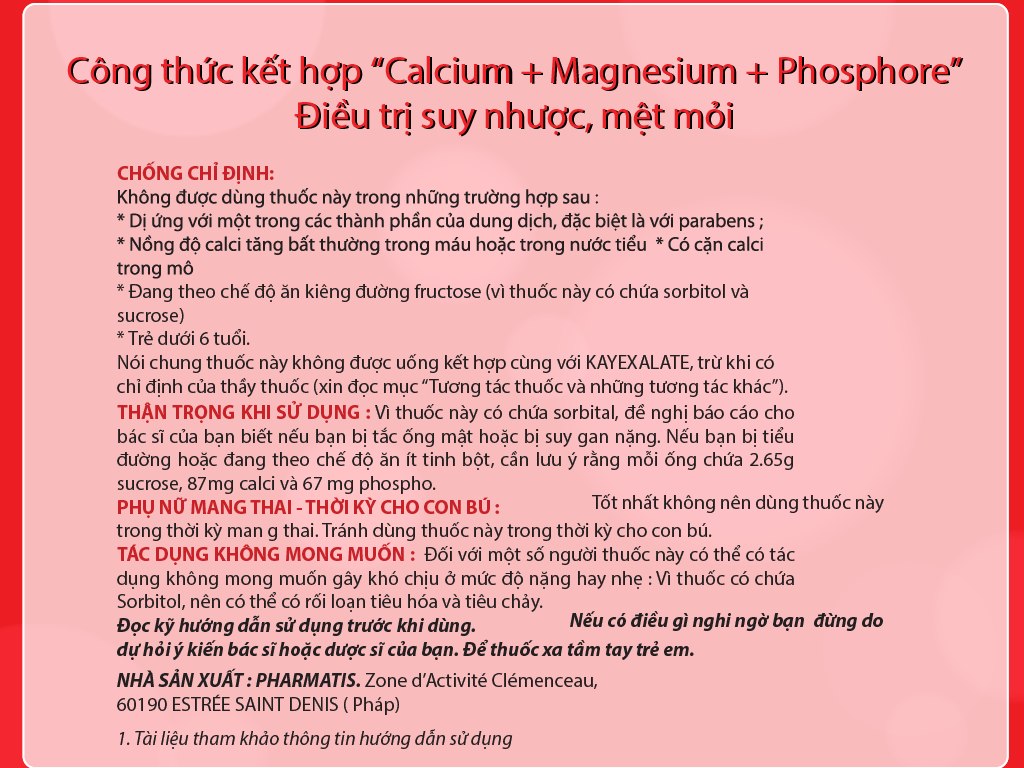 Công thức kết hợp “Calcium + Magnesium + Phosphore”
Điều trị suy nhược, mệt mỏi
CHỐNG CHỈ ĐỊNH:
Không được dùng thuốc này trong những trường hợp sau :
* Dị ứng với một trong các thành phần của dung dịch, đặc biệt là với parabens ;
* Nồng độ calci tăng bất thường trong máu hoặc trong nước tiểu * Có cặn calci
trong mô
* Đang theo chế độ ăn kiêng đường fructose (vì thuốc này có chứa sorbitol và
sucrose)
* Trẻ dưới 6 tuổi.
Nói chung thuốc này không được uống kết hợp cùng với KAYEXALATE, trừ khi có
chỉ định của thầy thuốc (xin đọc mục “Tương tác thuốc và những tương tác khác”).
THẬN TRỌNG KHI SỬ DỤNG : Vì thuốc này có chứa sorbital, đề nghị báo cáo cho
bác sĩ của bạn biết nếu bạn bị tắc ống mật hoặc bị suy gan nặng. Nếu bạn bị tiểu
đường hoặc đang theo chế độ ăn ít tinh bột, cần lưu ý rằng mỗi ống chứa 2.65g
sucrose, 87mg calci và 67 mg phospho.
PHỤ NỮ MANG THAI - THỜI KỲ CHO CON BÚ : Tốt nhất không nên dùng thuốc này
trong thời kỳ man g thai. Tránh dùng thuốc này trong thời kỳ cho con bú.
TÁC DỤNG KHÔNG MONG MUỐN : Đối với một số người thuốc này có thể có tác
dụng không mong muốn gây khó chịu ở mức độ nặng hay nhẹ : Vì thuốc có chứa
Sorbitol, nên có thể có rối loạn tiêu hóa và tiêu chảy.
Đọc kỹ hướng dẫn sử dụng trước khi dùng. Nếu có điều gì nghi ngờ bạn đừng do
dự hỏi ý kiến bác sĩ hoặc dược sĩ của bạn. Để thuốc xa tầm tay trẻ em.
NHÀ SẢN XUẤT : PHARMATIS. Zone d’Activité Clémenceau,
60190 ESTRÉE SAINT DENIS ( Pháp)
1. Tài liệu tham khảo thông tin hướng dẫn sử dụng